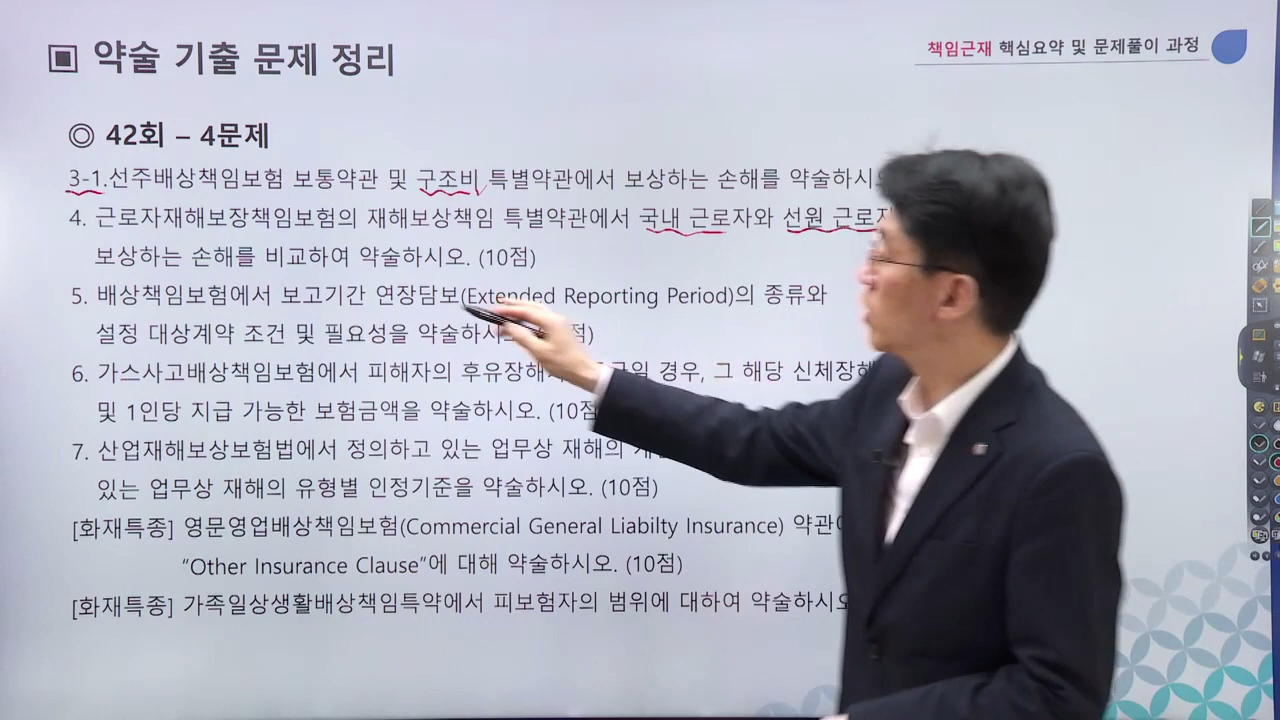 ▣ 약술 기출 문제 정리
책임근재 핵심요약 및 문제풀이 과정
◎ 42회 – 4문제
3-1.선주배상책임보험 보통약관 및 구조비 특별약관에서 보상하는 손해를 약술하시오
4. 근로자재해보장책임보험의 재해보상책임 특별약관에서 국내 근로자와 선원 근로자
보상하는 손해를 비교하여 약술하시오. (10점)
5. 배상책임보험에서 보고기간 연장담보(Extended Reporting Period)의 종류와
설정 대상계약 조건 및 필요성을
6. 가스사고배상책임보험에서 피해자의 경우, 그 해당
및 1인당 지급 가능한 보험금액을 약술하시오. (10점
7. 산업재해보상보험법에서 정의하고 있는 업무상 재해의
있는 업무상 재해의 유형별 인정기준을 약술하시오. (10점)
[화재특종] 영문영업배상책임보험(Commercial General Liabilty Insurance)
"Other Insurance Clause"에 대해 약술하시오. (10점)
[화재특종] 가족일상생활배상책임특약에서 피보험자의 범위에 대하여 약술하시오